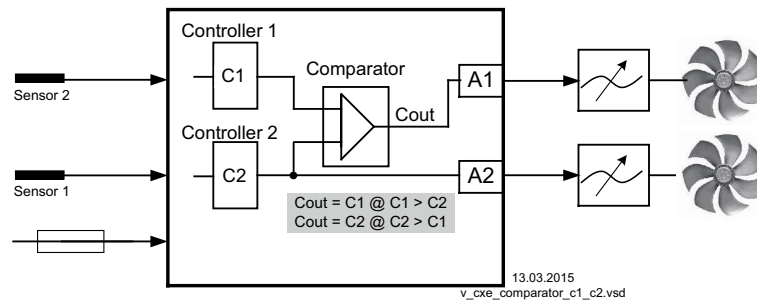 Controller 1
C1
Comparator
A1
Sensor 2
Cout
Controller 2
C2
A2
Sensor 1
Cout = C1 @ C1 > C2
Cout = C2 @ C2 > C1
13.03.2015
v_cxe_comparator_c1_c2.vsd